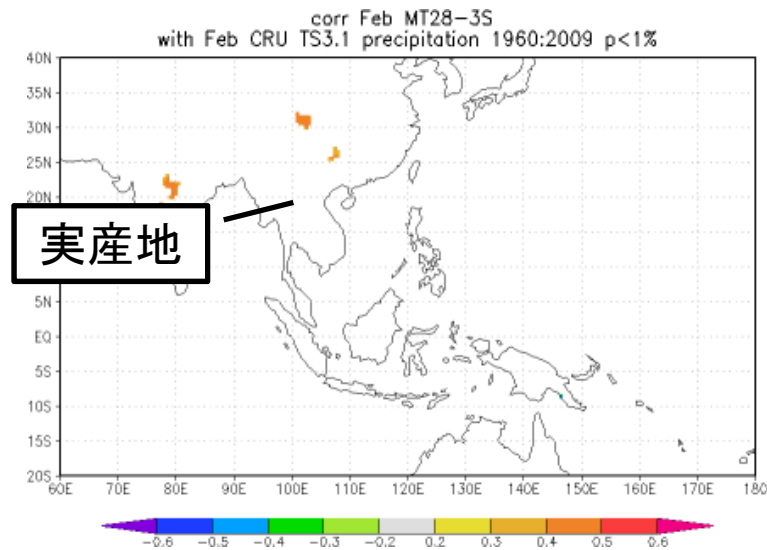 corr Feb MT28-3S
with Feb CRU TS3.1 precipitation 1960:2009 p<1%
40N
35N
30N
25N
20N
実産地
5N
EQ
5S
10S
15S
20S
60E 70E 80E 90E 100E 110E 120E 130E 140E 150E 160E 170E 180
-0.6 -0.5 -0.4 -0.3 -0.2 0.2 0.3 0.4 0.5 0.6